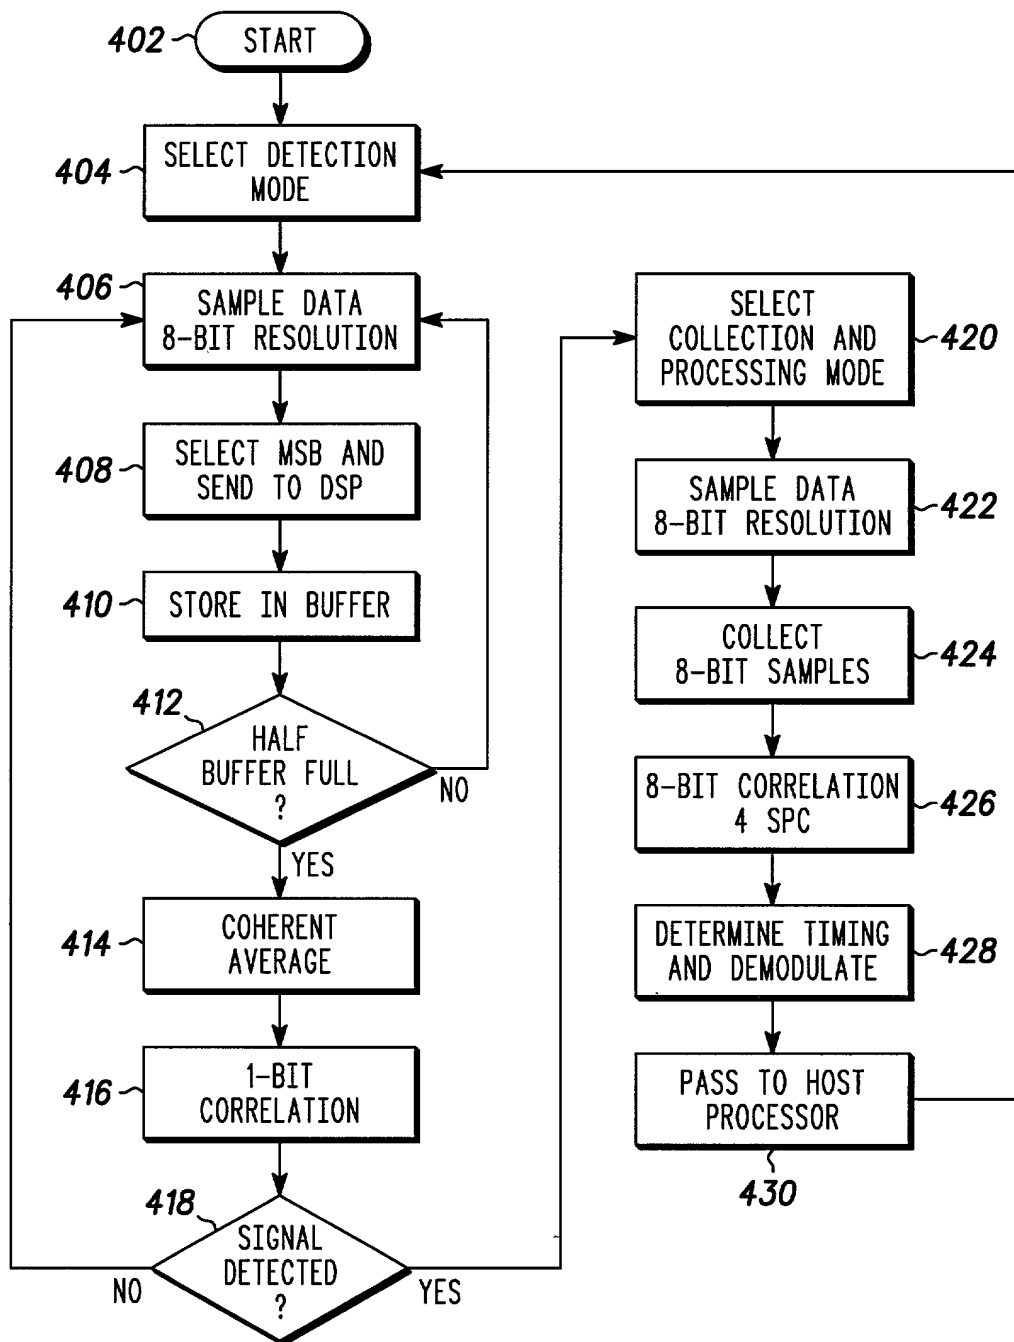 402
START
404
SELECT DETECTION
MODE
406
SAMPLE DATA
8-BIT RESOLUTION
408
SELECT MSB AND
SEND TO DSP
410
STORE IN BUFFER
412
HALF
BUFFER FULL
?
NO
YES
414
COHERENT
AVERAGE
416
1-BIT
CORRELATION
418
SIGNAL
DETECTED
?
NO
YES
SELECT
COLLECTION AND
PROCESSING MODE
420
SAMPLE DATA
8-BIT RESOLUTION
422
COLLECT
8-BIT SAMPLES
424
8-BIT CORRELATION
4 SPC
426
DETERMINE TIMING
AND DEMODULATE
428
PASS TO HOST
PROCESSOR
430